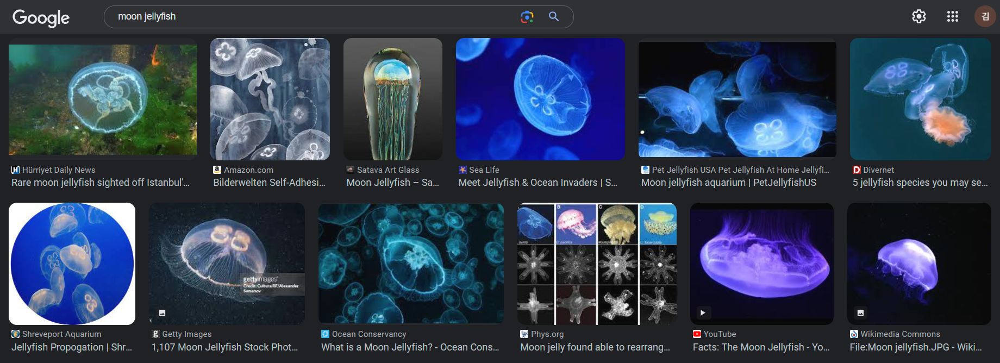 Google
moon jellyfish
김
Hürriyet Daily News
Rare moon jellyfish sighted off Istanbul'...
Amazon.com
Bilderwelten Self-Adhesi...
Satava Art Glass
Moon Jellyfish – Sa...
Sea Life
Meet Jellyfish & Ocean Invaders | S...
Pet Jellyfish USA Pet Jellyfish At Home Jellyfi...
Moon jellyfish aquarium | PetJellyfishUS
Divernet
5 jellyfish species you may se...
gettyimages
Credit: Cultura RF/Alexander
Semenov
B
C
D
aurita
Shreveport Aquarium
Jellyfish Propogation | Shr...
Getty Images
1,107 Moon Jellyfish Stock Phot...
Ocean Conservancy
What is a Moon Jellyfish? - Ocean Cons...
Phys.org
Moon jelly found able to rearrang...
YouTube
Facts: The Moon Jellyfish - Yo...
Wikimedia Commons
File:Moon jellyfish.JPG - Wiki...